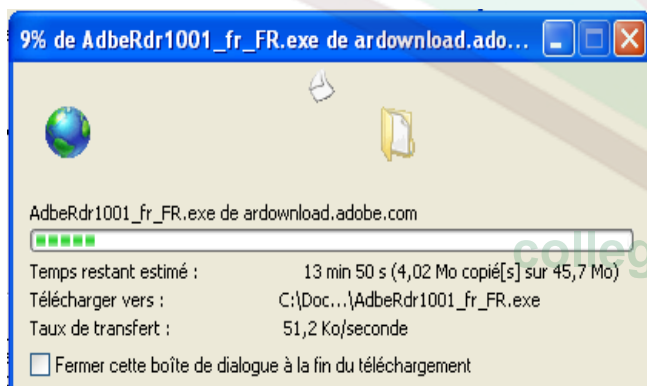 9% de AdbeRdr1001_fr_FR.exe de ardownload.ado...
AdbeRdr1001_fr_FR.exe de ardownload.adobe.com
Temps restant estimé : 13 min 50 s (4,02 Mo copié[s] sur 45,7 Mo)
Télécharger vers : C:\Doc...\AdbeRdr1001_fr_FR.exe
Taux de transfert : 51,2 Ko/seconde
Fermer cette boîte de dialogue à la fin du téléchargement